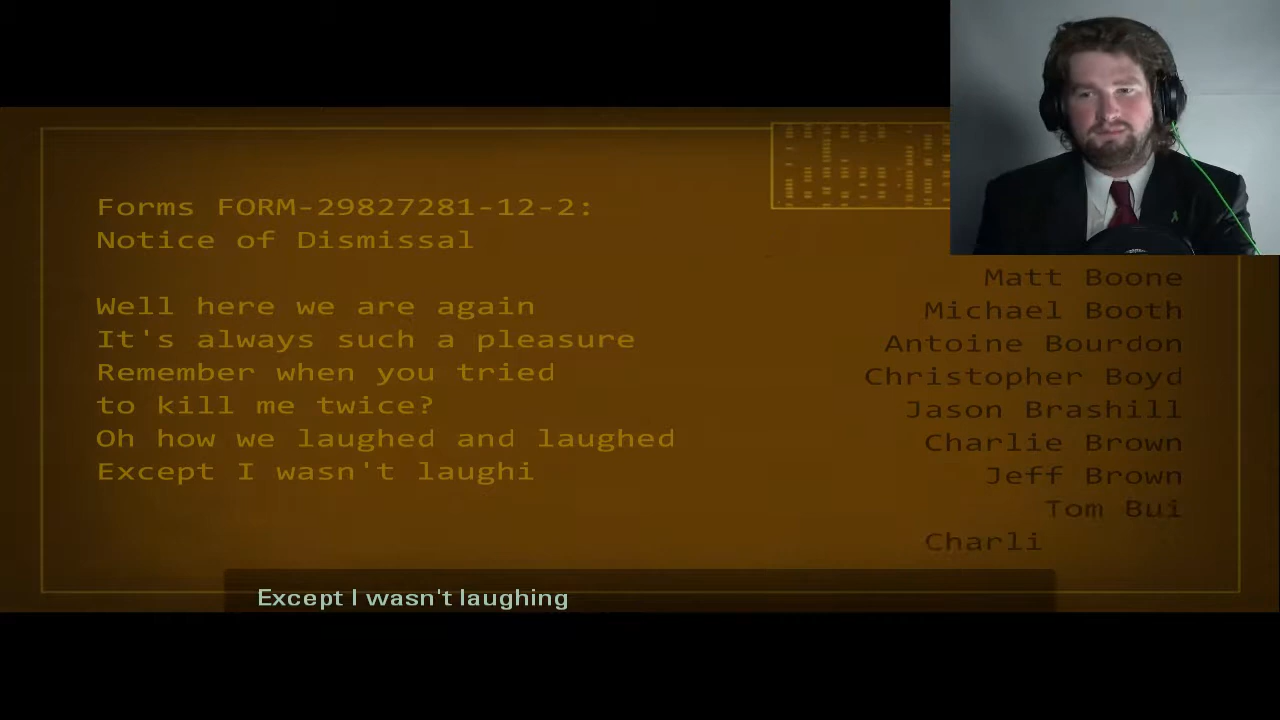 Forms FORM-29827281-12-2:
Notice of Dismissal
Well here we are again
It's always such a pleasure
Remember when you tried
to kill me twice?
Oh how we laughed and laughed
Except I wasn't laughi
Matt Boone
Michael Booth
Antoine Bourdon
Christopher Boyd
Jason Brashill
Charlie Brown
Jeff Brown
Tom Bui
Charli
Except I wasn't laughing